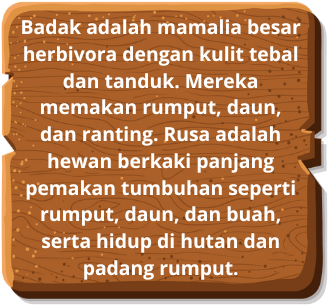 Badak adalah mamalia besar
herbivora dengan kulit tebal
dan tanduk. Mereka
memakan rumput, daun,
dan ranting. Rusa adalah
hewan berkaki panjang
pemakan tumbuhan seperti
rumput, daun, dan buah,
serta hidup di hutan dan
padang rumput.